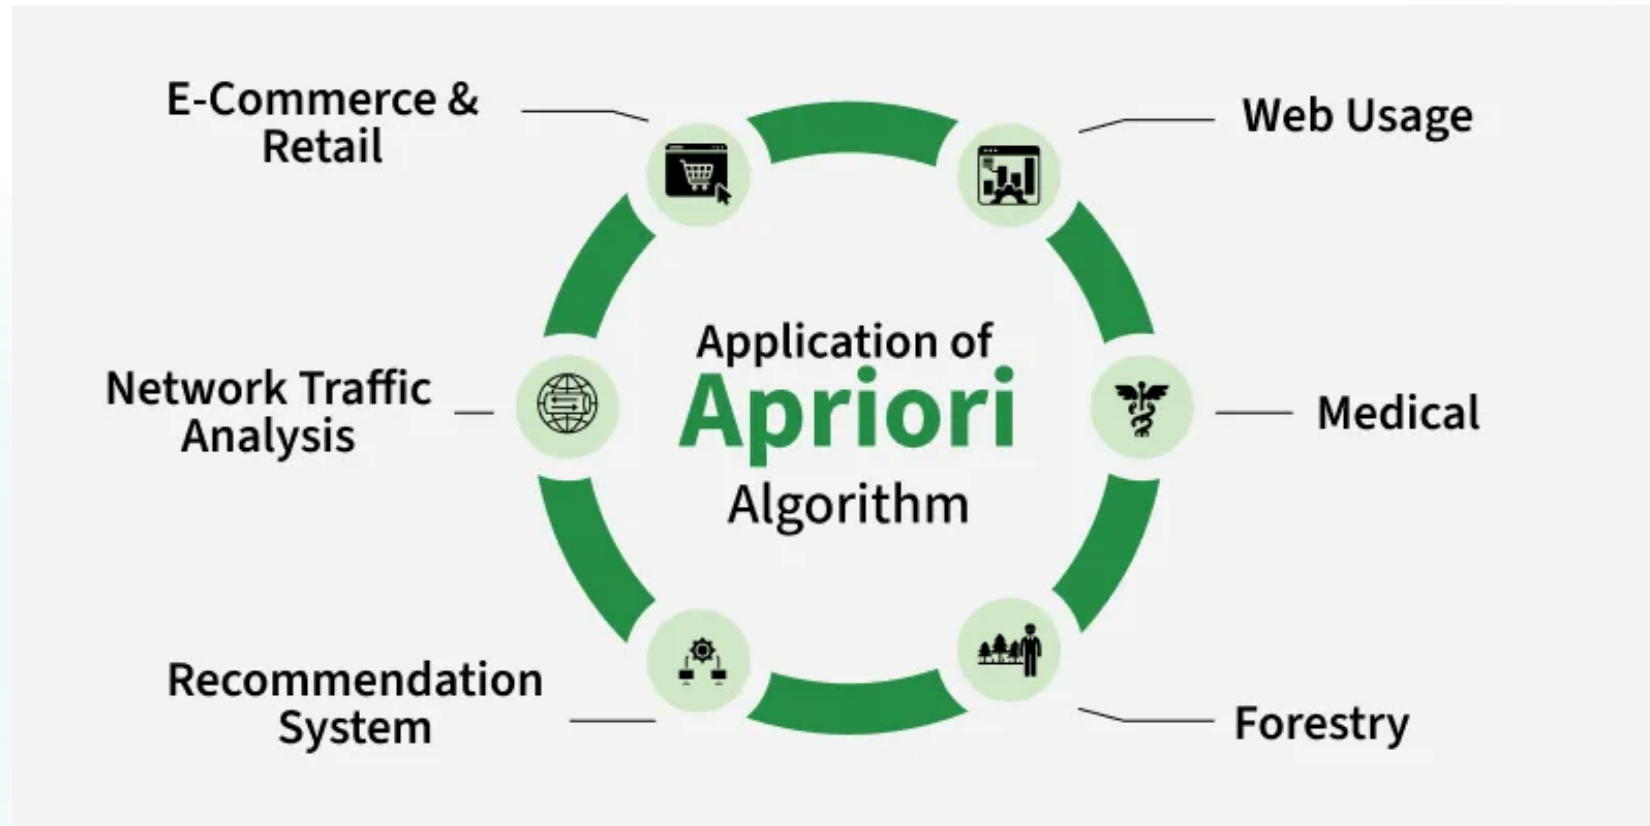 E-Commerce &
Retail
Web Usage
Application of
Apriori
Algorithm
Network Traffic
Analysis
Medical
Recommendation
System
Forestry